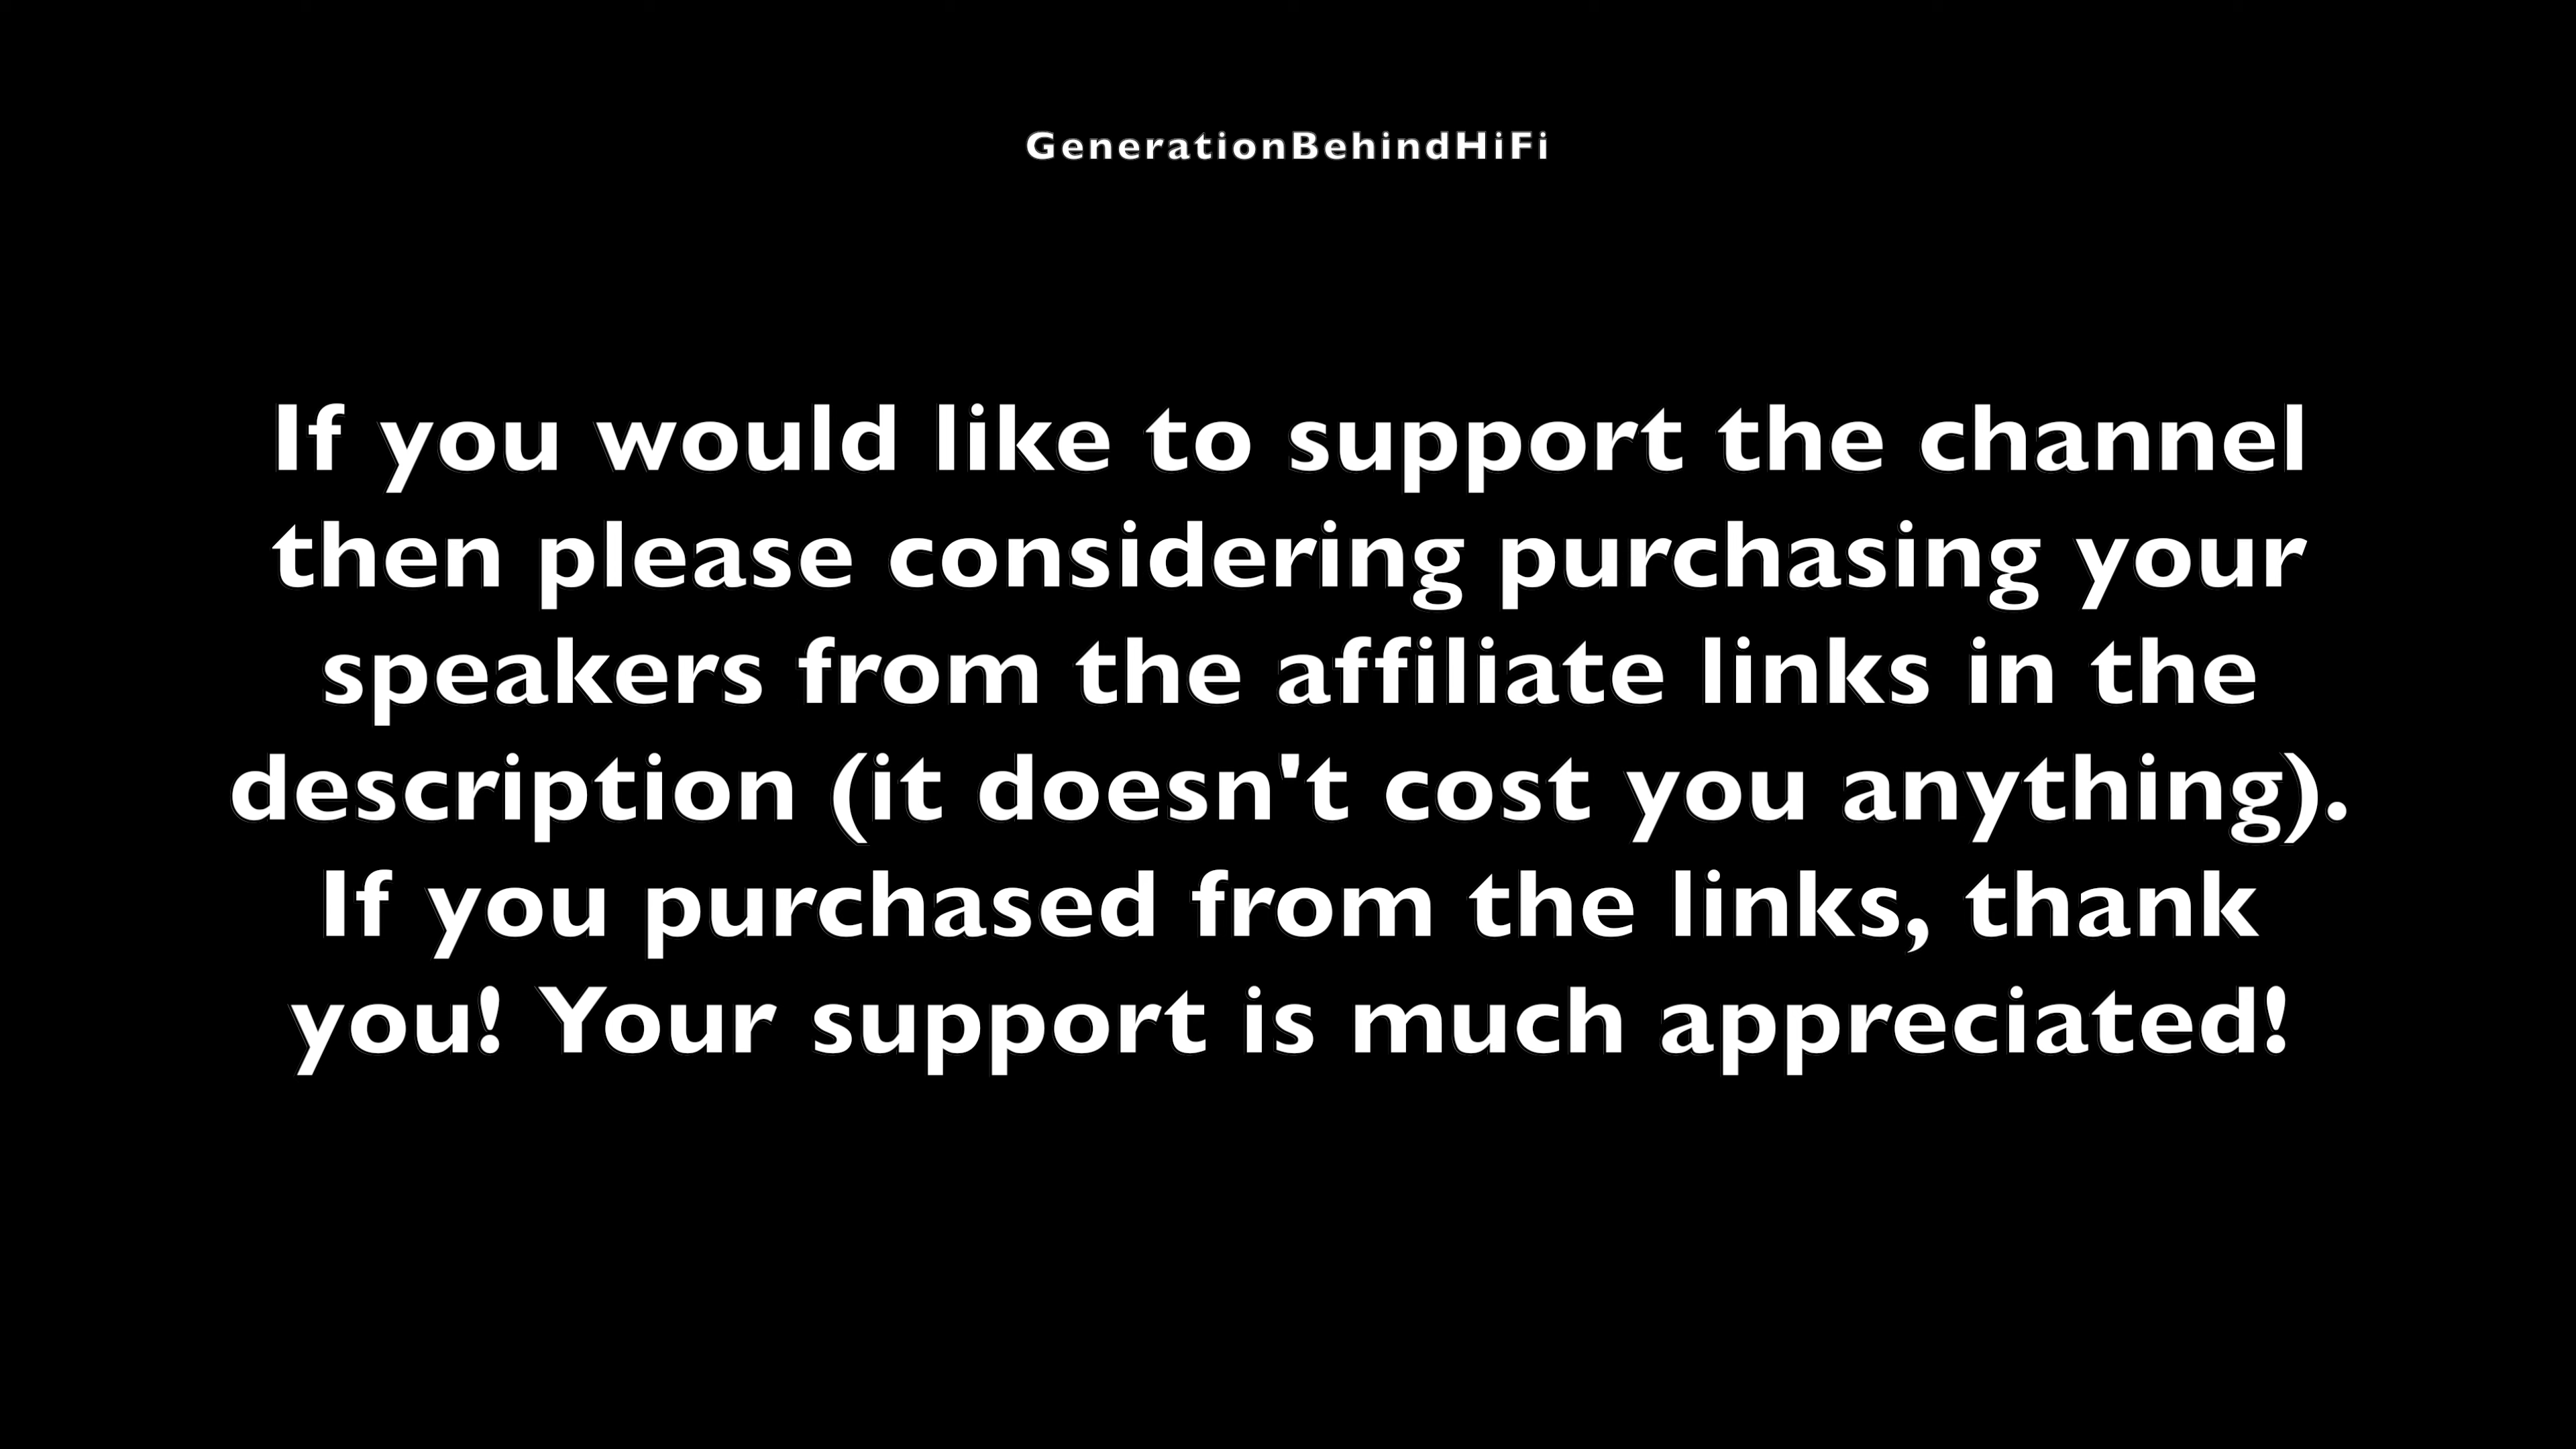 GenerationBehindHiFi
If you would like to support the channel
then please considering purchasing your
speakers from the affiliate links in the
description (it doesn't cost you anything).
If you purchased from the links, thank
you! Your support is much appreciated!